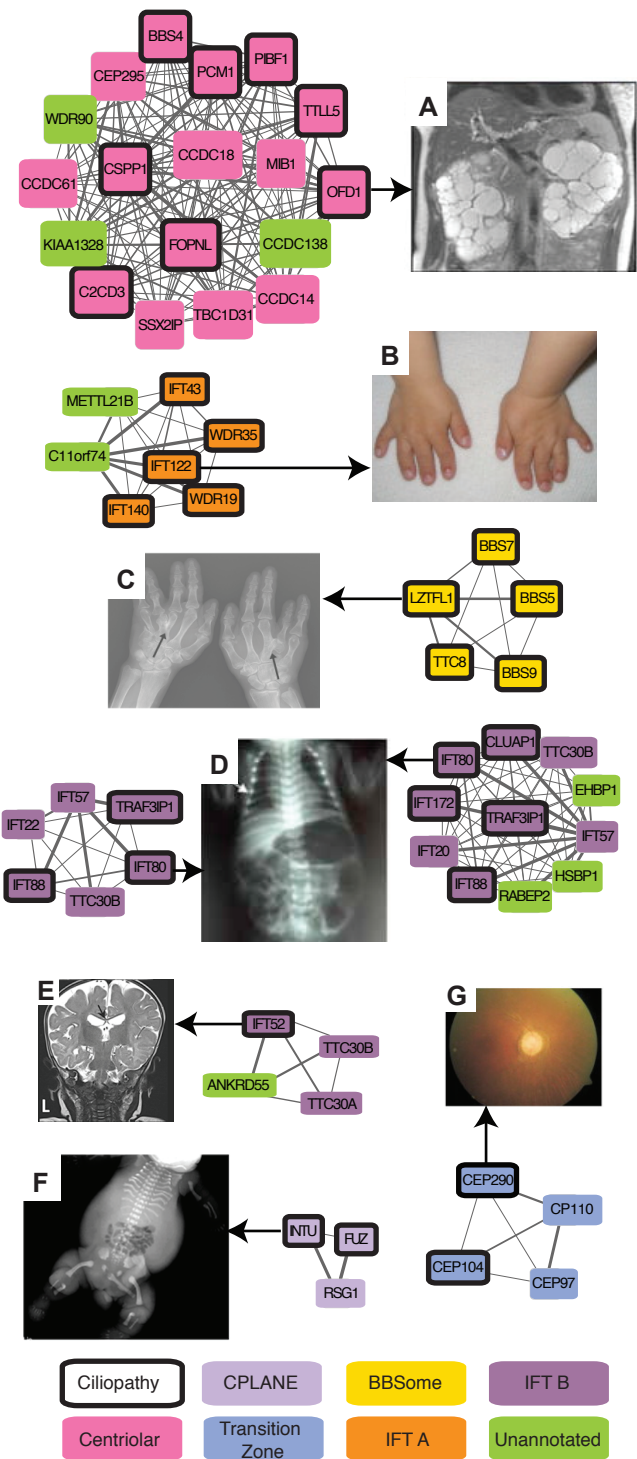 BBS4
PIBF1
PCM1
CEP295
A
TTLL5
WDR90
CCDC18
MIB1
CSPP1
CCDC61
OFD1
KIAA1328
FOPNL
CCDC138
C2CD3
CCDC14
TBC1D31
SSX2IP
B
IFT43
METTL21B
WDR35
C11orf74
IFT122
WDR19
IFT140
BBS7
C
LZTFL1
BBS5
TTC8
BBS9
CLUAP1
D
IFT80
TTC30B
IFT57
TRAF3IP1
EHBP1
IFT172
TRAF3IP1
IFT22
IFT57
IFT20
IFT80
IFT88
HSBP1
IFT88
RABEP2
TTC30B
E
G
IFT52
TTC30B
ANKRD55
TTC30A
L
F
CEP290
CP110
INTU
FUZ
CEP104
CEP97
RSG1
Ciliopathy
CPLANE
BBSome
IFT B
Centriolar
Transition
Zone
IFT A
Unannotated